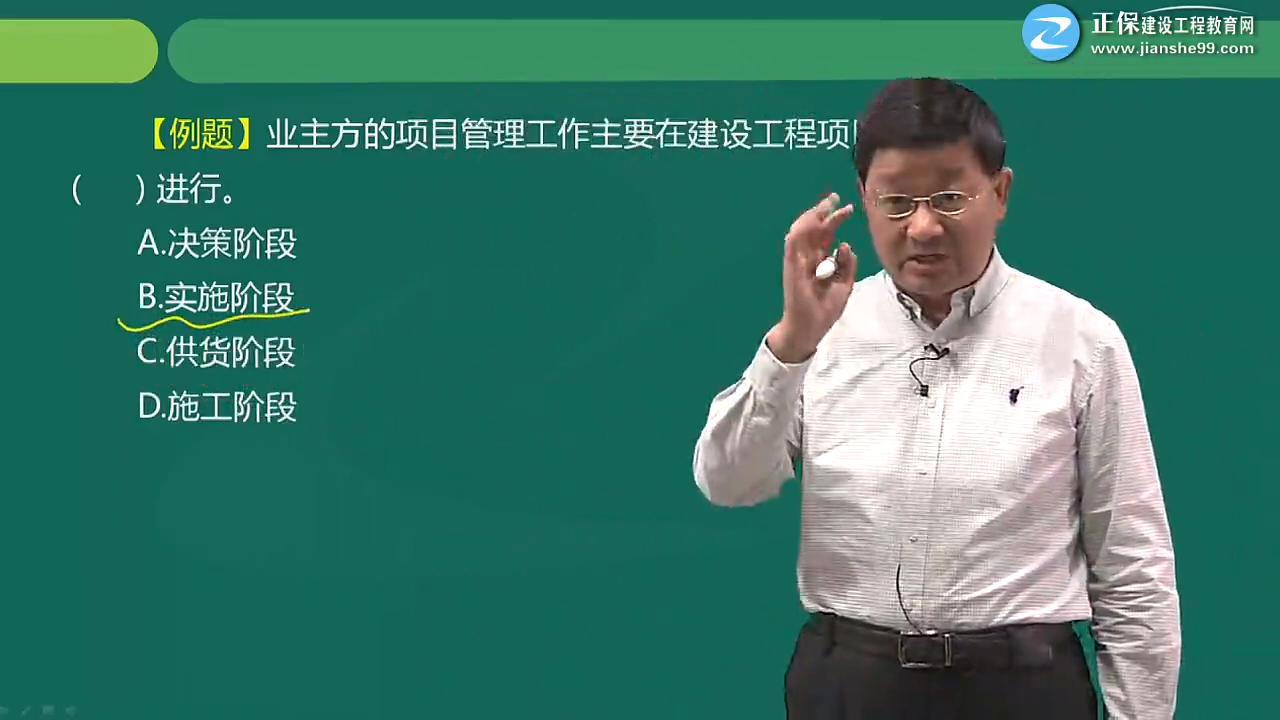 正保建设工程教育网
www.jianshe99.com
【例题】业主方的项目管理工作主要在建设工程项
( )进行。
A.决策阶段
B.实施阶段
C.供货阶段
D.施工阶段